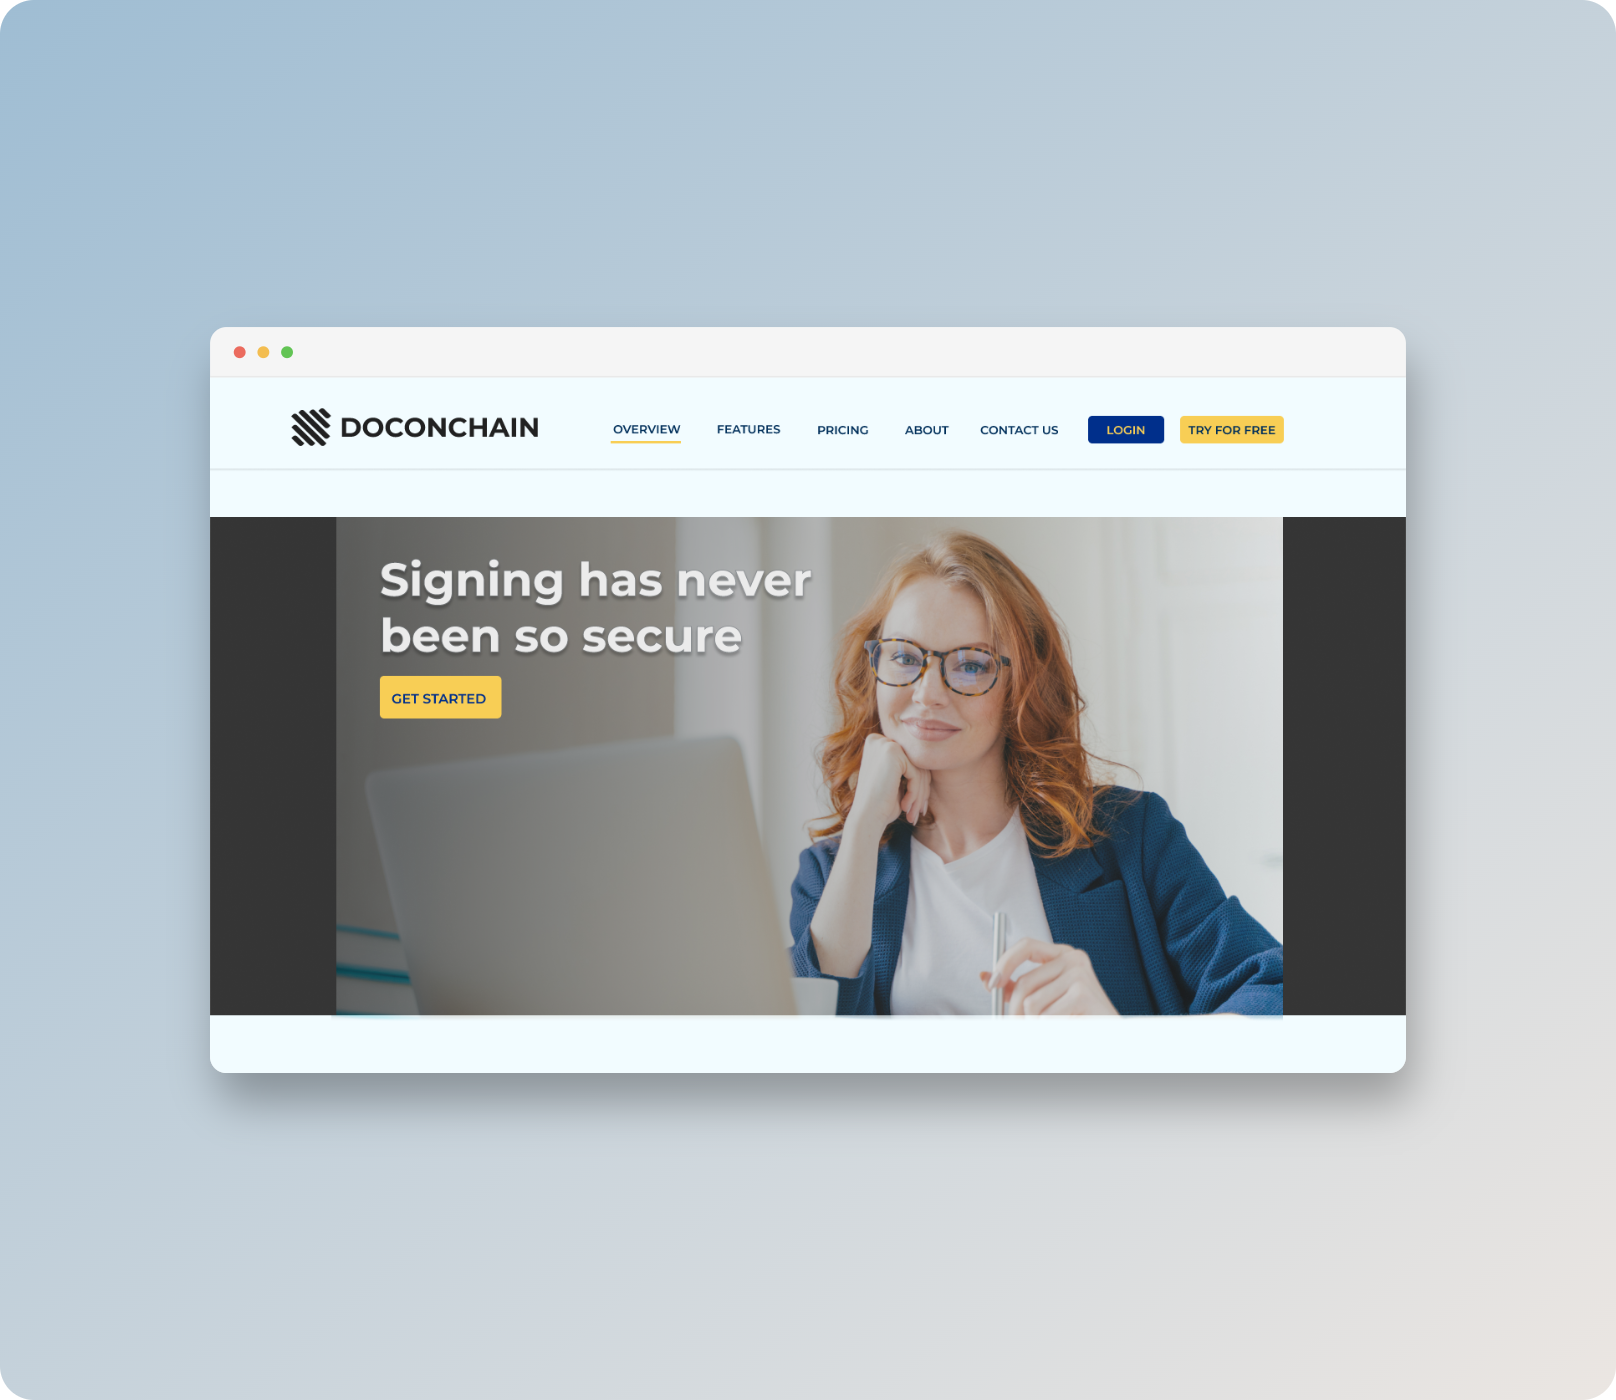 DOCONCHAIN
OVERVIEW FEATURES PRICING ABOUT CONTACT US LOGIN TRY FOR FREE
Signing has never
been so secure
GET STARTED